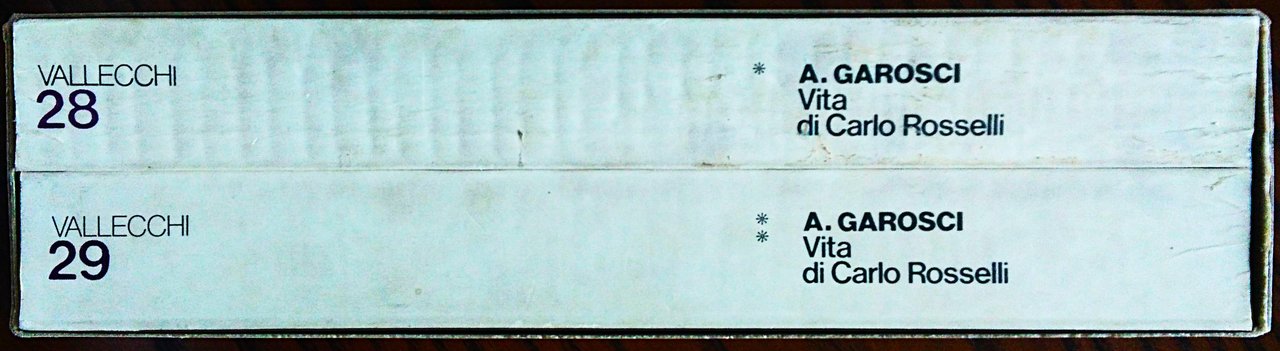 VALLECCHI
28
* A. GAROSCI
Vita
di Carlo Rosselli
VALLECCHI
29
* * A. GAROSCI
Vita
di Carlo Rosselli